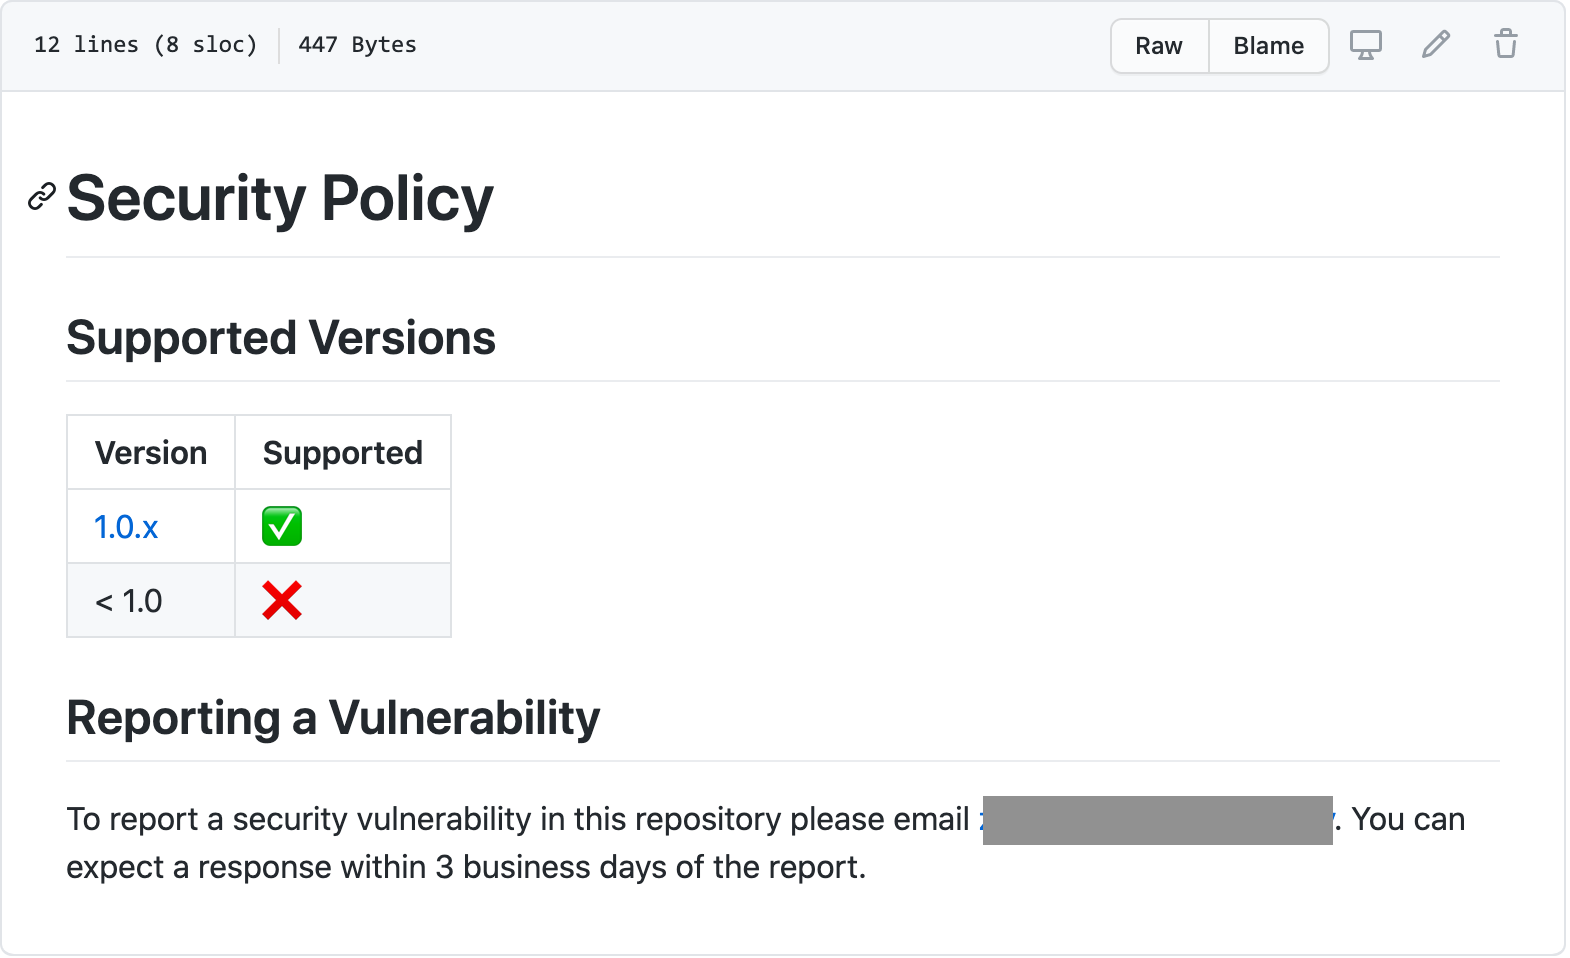 12 lines (8 sloc) 447 Bytes Raw Blame
Security Policy
Supported Versions
Version Supported
1.0.x ✅
< 1.0 ❌
Reporting a Vulnerability
To report a security vulnerability in this repository please email . You can
expect a response within 3 business days of the report.